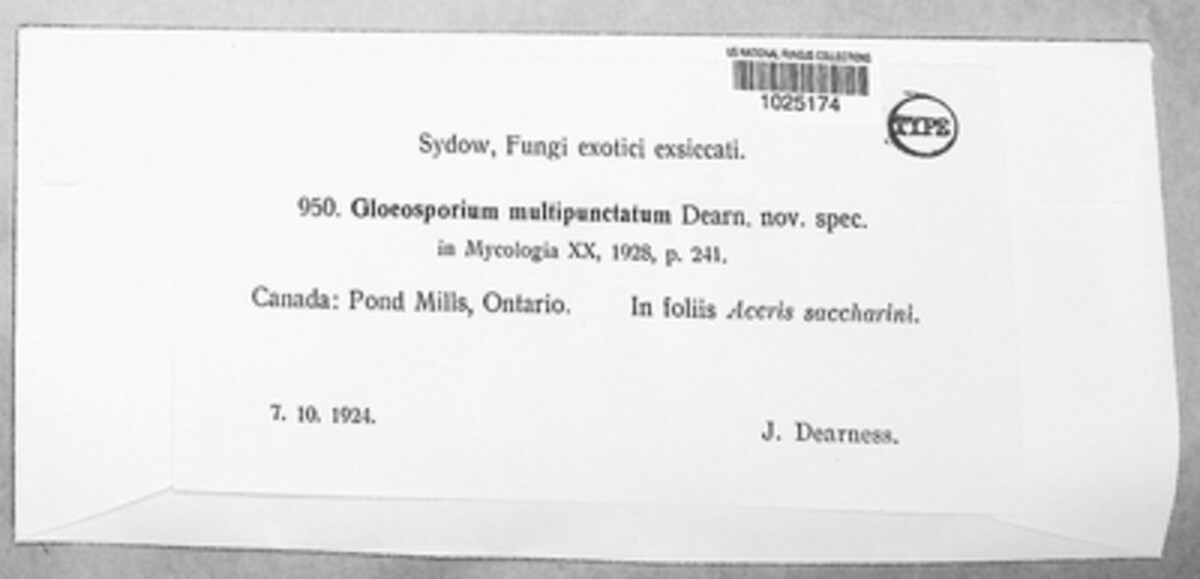 US NATIONAL FUNGUS COLLECTIONS
1025174
TYPE
Sydow, Fungi exotici exsiccati.
950. Gloeosporium multipunctatum Dearn. nov. spec.
in Mycologia XX, 1928, p. 241.
Canada: Pond Mills, Ontario. In foliis Aceris saccharini.
7. 10. 1924.
J. Dearness.